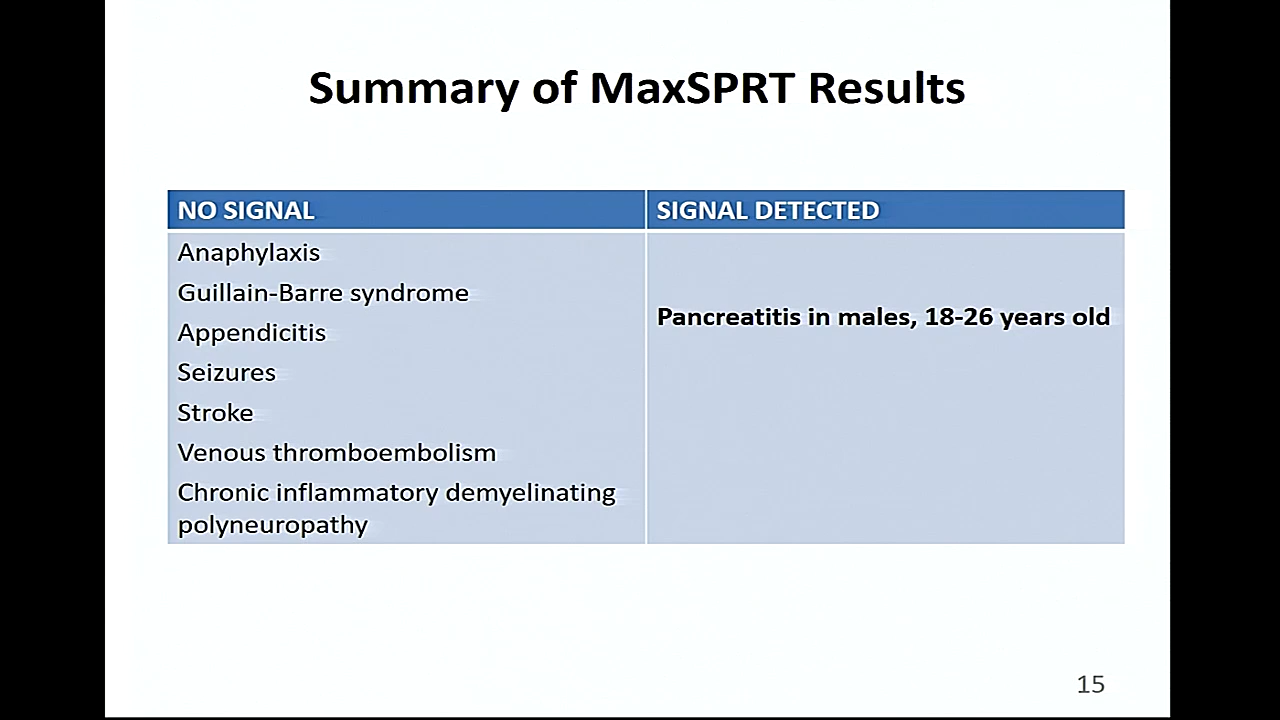 Summary of MaxSPRT Results
NO SIGNAL
SIGNAL DETECTED
Anaphylaxis
Guillain-Barre syndrome
Appendicitis
Seizures
Stroke
Venous thromboembolism
Chronic inflammatory demyelinating
polyneuropathy
Pancreatitis in males, 18-26 years old
15